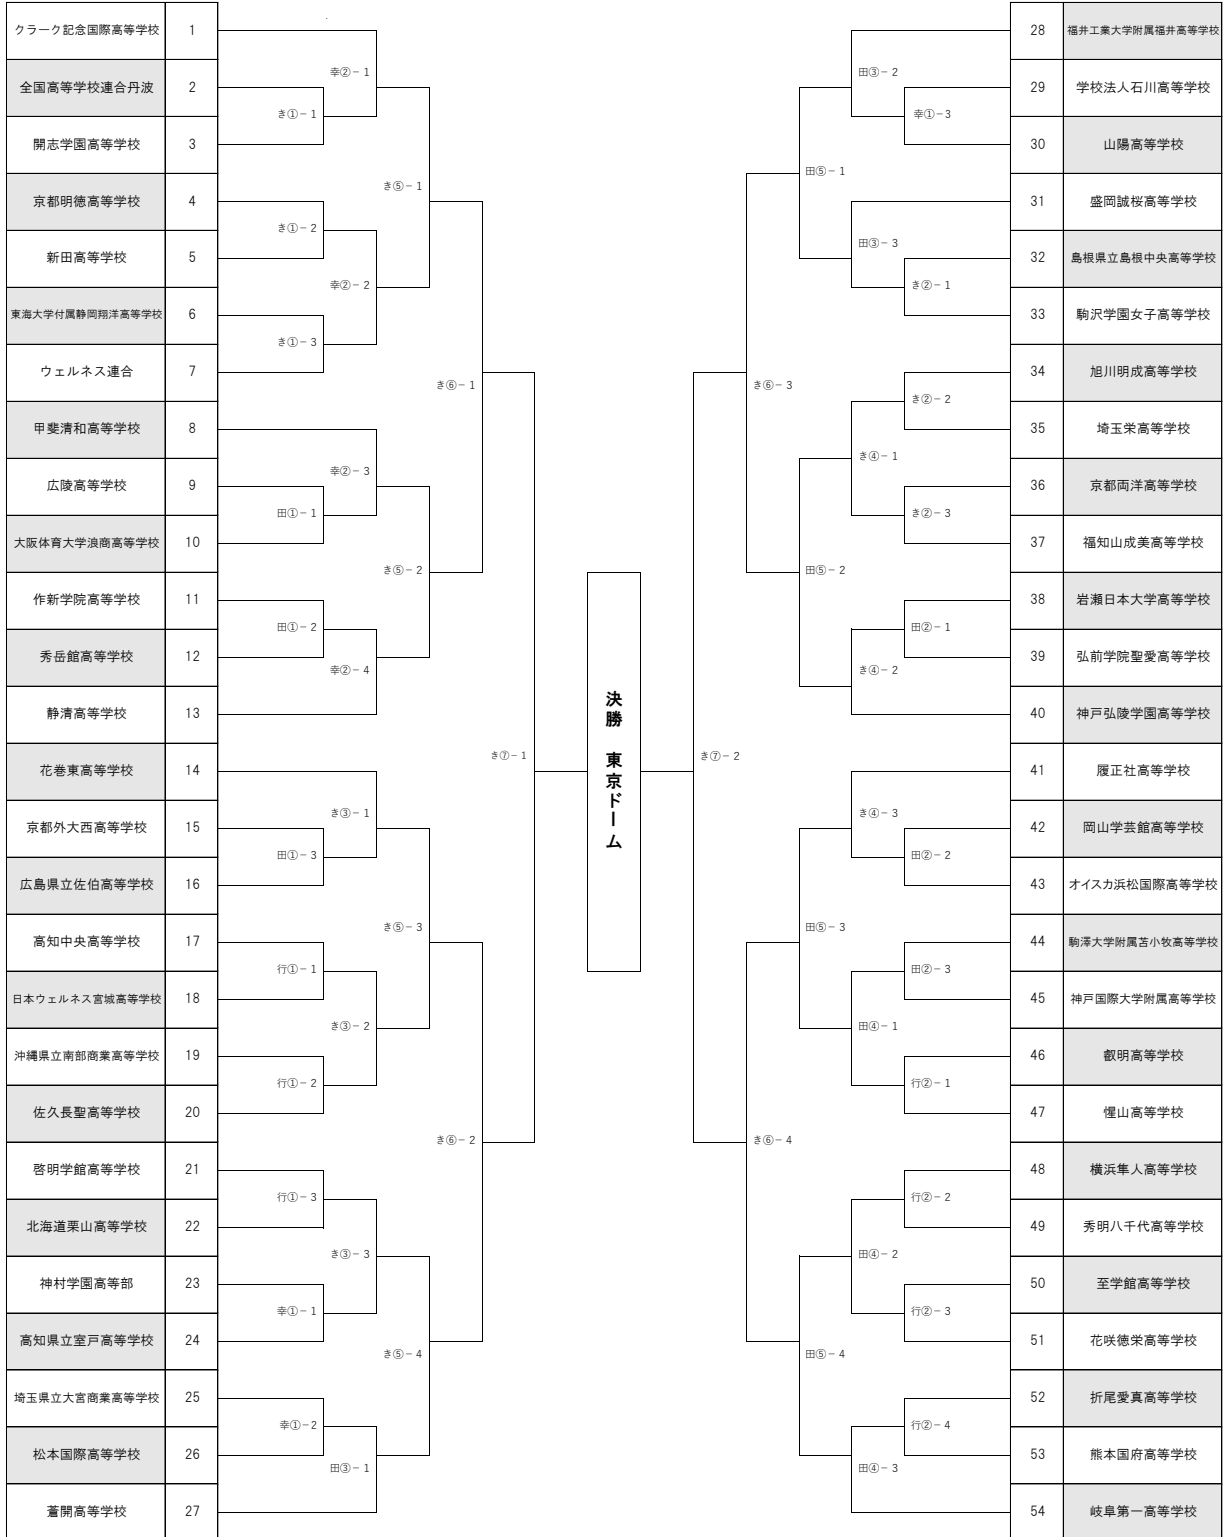 クラーク記念国際高等学校 1
全国高等学校連合丹波 2
開志学園高等学校 3
京都明徳高等学校 4
新田高等学校 5
東海大学付属静岡翔洋高等学校 6
ウェルネス連合 7
甲斐清和高等学校 8
広陵高等学校 9
大阪体育大学浪商高等学校 10
作新学院高等学校 11
秀岳館高等学校 12
静清高等学校 13
花巻東高等学校 14
京都外大西高等学校 15
広島県立佐伯高等学校 16
高知中央高等学校 17
日本ウェルネス宮城高等学校 18
沖縄県立南部商業高等学校 19
佐久長聖高等学校 20
啓明学館高等学校 21
北海道栗山高等学校 22
神村学園高等部 23
高知県立室戸高等学校 24
埼玉県立大宮商業高等学校 25
松本国際高等学校 26
蒼開高等学校 27
幸②−1
き①−1
き⑤−1
き①−2
幸②−2
き①−3
き⑥−1
幸②−3
田①−1
き⑤−2
田①−2
幸②−4
き⑦−1
き③−1
田①−3
き⑤−3
行①−1
き③−2
行①−2
き⑥−2
行①−3
き③−3
幸①−1
き⑤−4
幸①−2
田③−1
決勝 東京ドーム
田③−2
幸①−3
田⑤−1
田③−3
き②−1
き⑥−3
き②−2
き④−1
き②−3
田⑤−2
田②−1
き④−2
き⑦−2
き④−3
田②−2
田⑤−3
田②−3
田④−1
行②−1
き⑥−4
行②−2
田④−2
行②−3
田⑤−4
行②−4
田④−3
28 福井工業大学附属福井高等学校
29 学校法人石川高等学校
30 山陽高等学校
31 盛岡誠桜高等学校
32 島根県立島根中央高等学校
33 駒沢学園女子高等学校
34 旭川明成高等学校
35 埼玉栄高等学校
36 京都両洋高等学校
37 福知山成美高等学校
38 岩瀬日本大学高等学校
39 弘前学院聖愛高等学校
40 神戸弘陵学園高等学校
41 履正社高等学校
42 岡山学芸館高等学校
43 オイスカ浜松国際高等学校
44 駒澤大学附属苫小牧高等学校
45 神戸国際大学附属高等学校
46 叡明高等学校
47 惺山高等学校
48 横浜隼人高等学校
49 秀明八千代高等学校
50 至学館高等学校
51 花咲徳栄高等学校
52 折尾愛真高等学校
53 熊本国府高等学校
54 岐阜第一高等学校